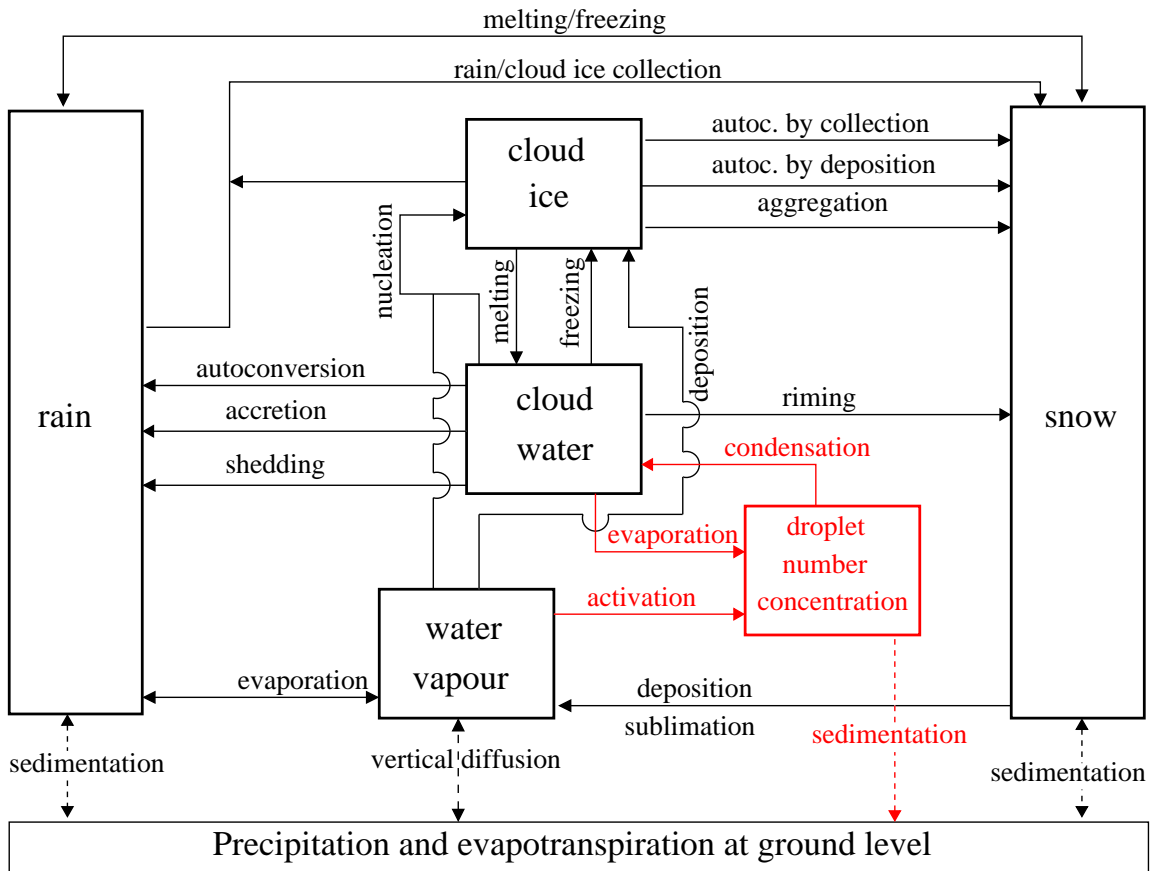 melting/freezing
rain/cloud ice collection
autoc. by collection
cloud
ice
autoc. by deposition
aggregation
nucleation
melting
freezing
deposition
autoconversion
cloud
water
riming
rain
accretion
snow
condensation
shedding
evaporation
droplet
number
concentration
activation
water
vapour
evaporation
deposition
sublimation
sedimentation
vertical diffusion
sedimentation
sedimentation
Precipitation and evapotranspiration at ground level